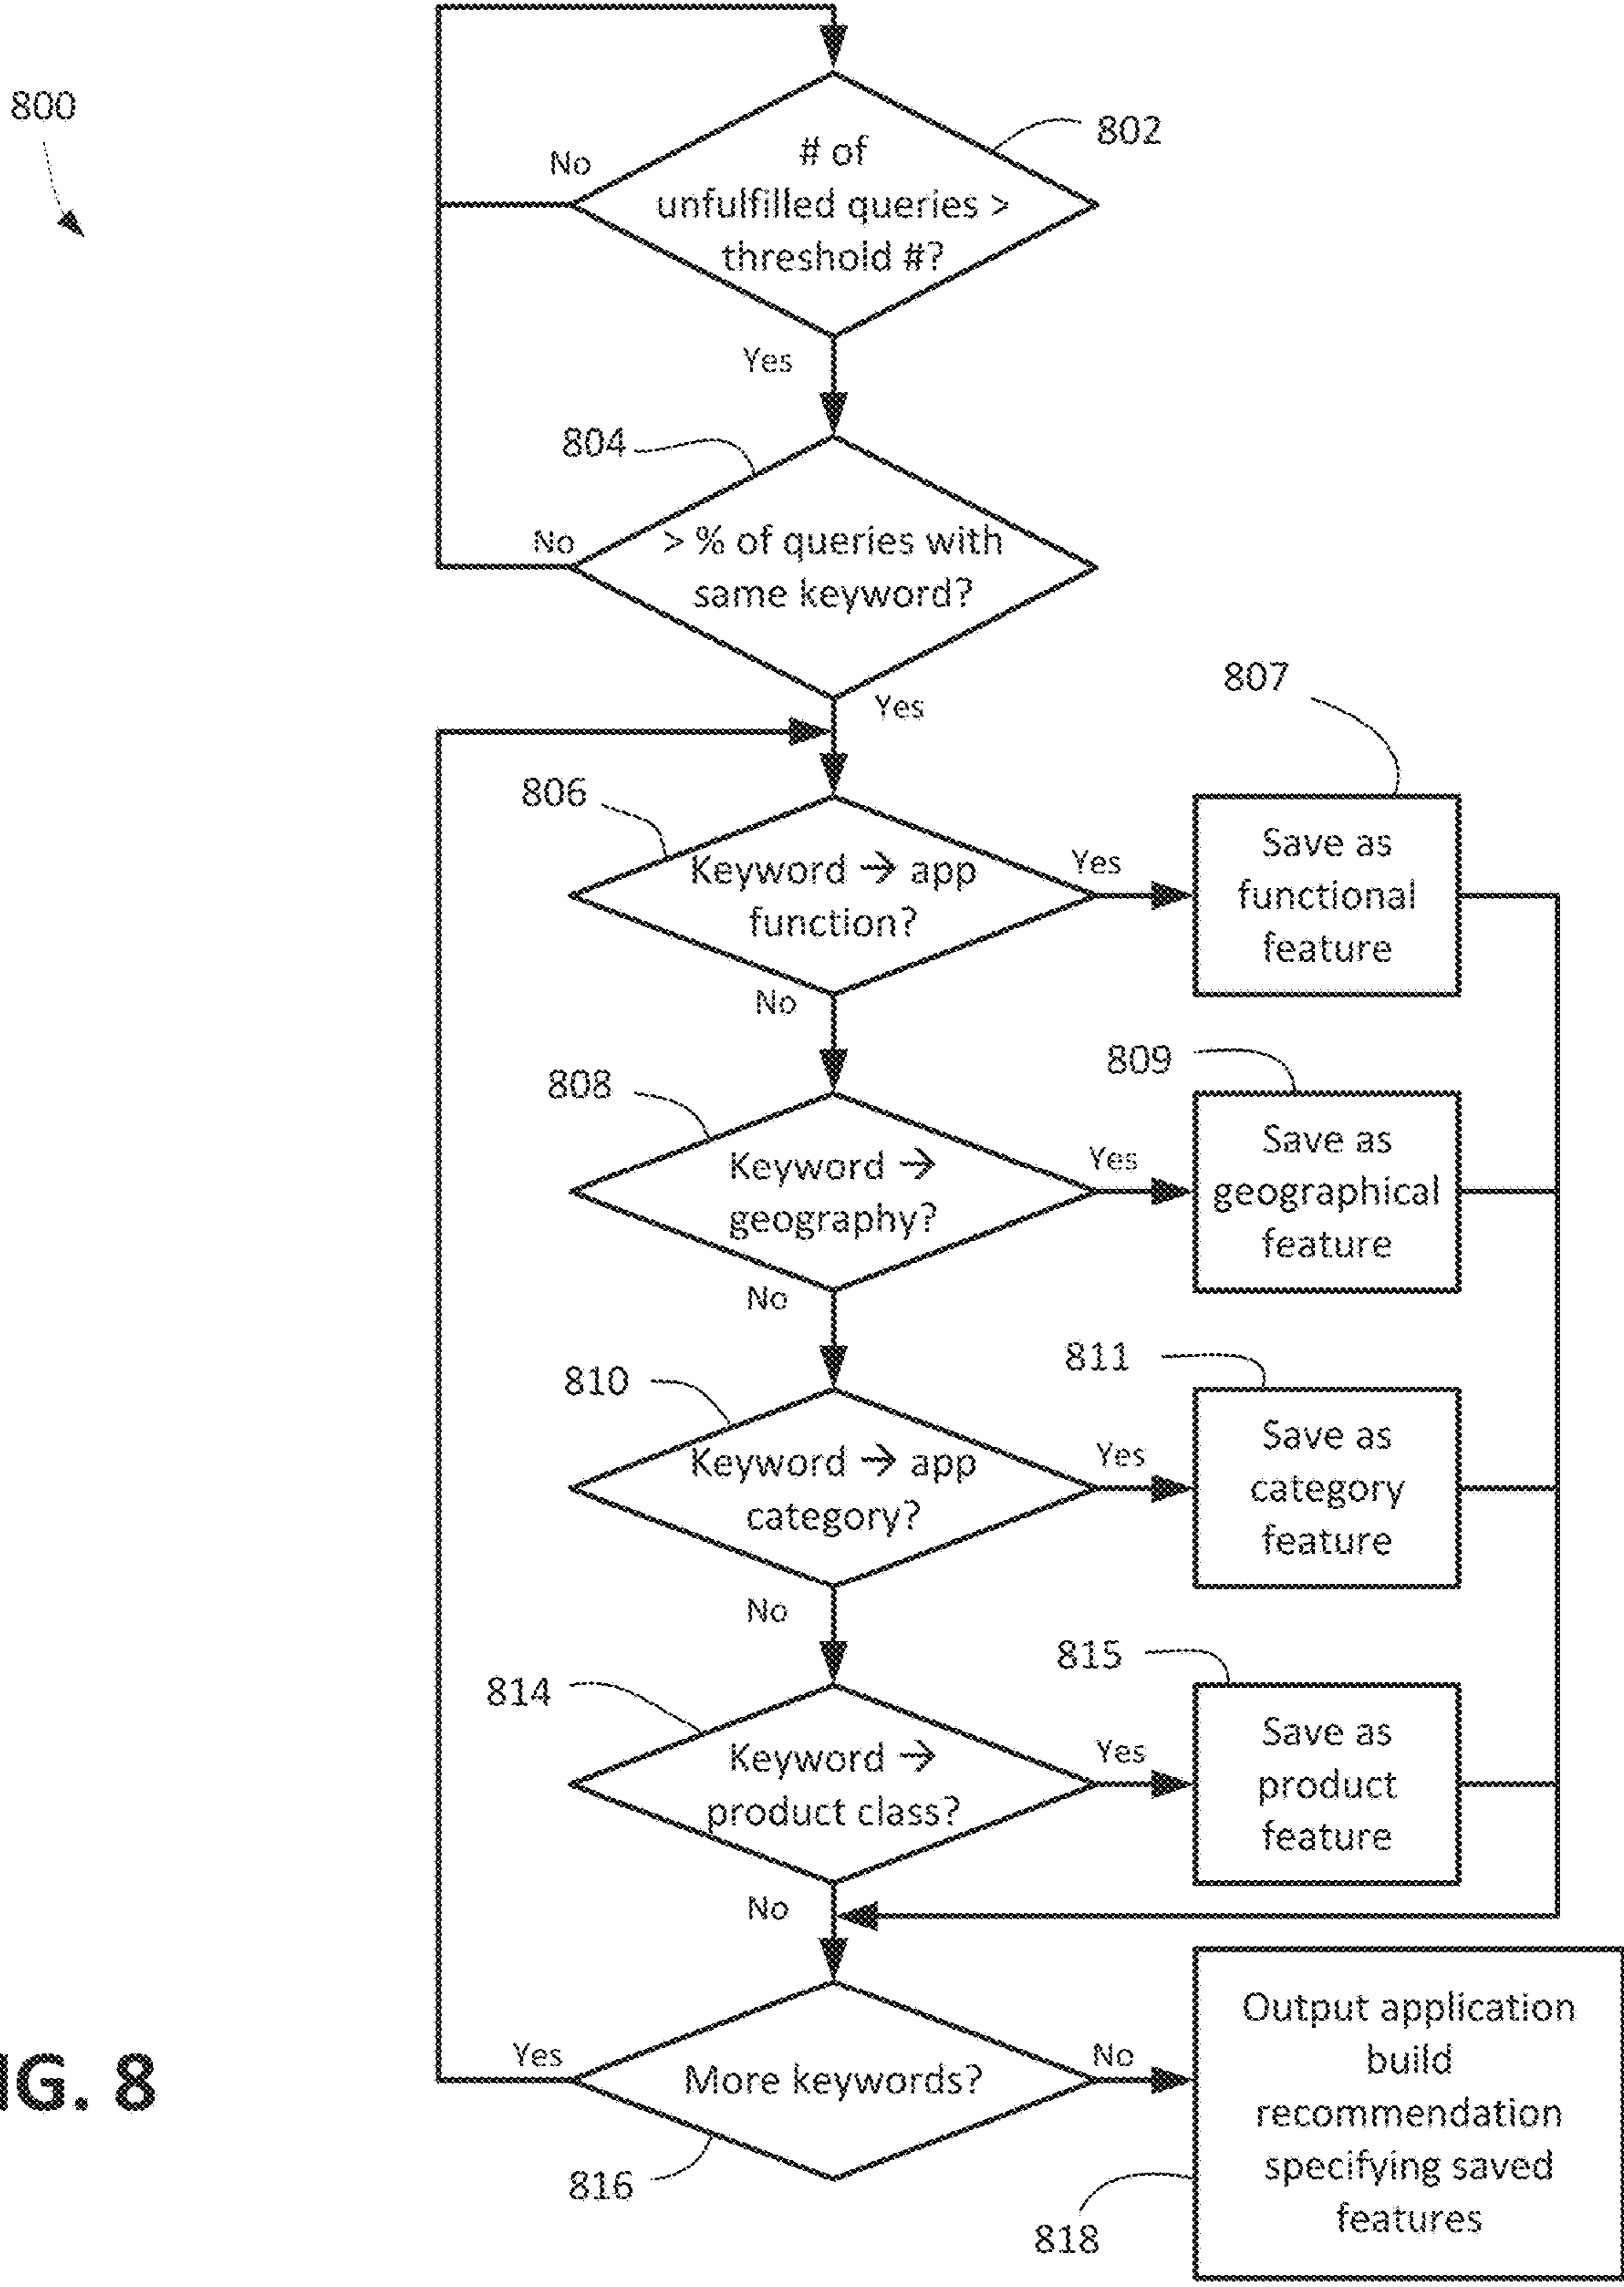 800
802
No
# of
unfulfilled queries >
threshold #?
Yes
804
No
> % of queries with
same keyword?
Yes
807
806
Keyword → app
function?
Yes
Save as
functional
feature
No
809
808
Keyword →
geography?
Yes
Save as
geographical
feature
No
811
810
Keyword → app
category?
Yes
Save as
category
feature
No
815
814
Keyword →
product class?
Yes
Save as
product
feature
No
Yes
More keywords?
No
816
Output application
build
recommendation
specifying saved
features
818
IG. 8